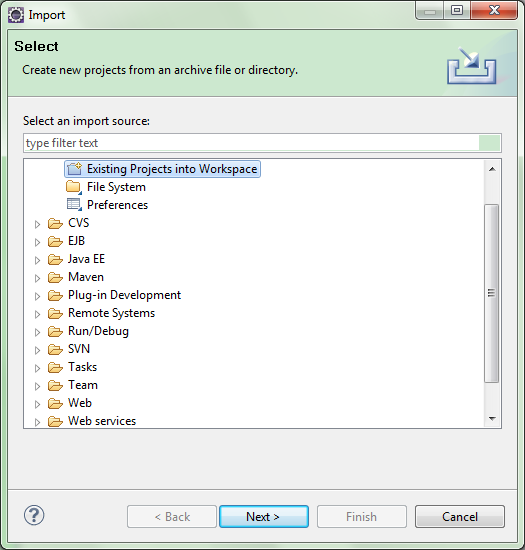 Import
Select
Create new projects from an archive file or directory.
Select an import source:
type filter text
Existing Projects into Workspace
File System
Preferences
CVS
EJB
Java EE
Maven
Plug-in Development
Remote Systems
Run/Debug
SVN
Tasks
Team
Web
Web services
? < Back Next > Finish Cancel